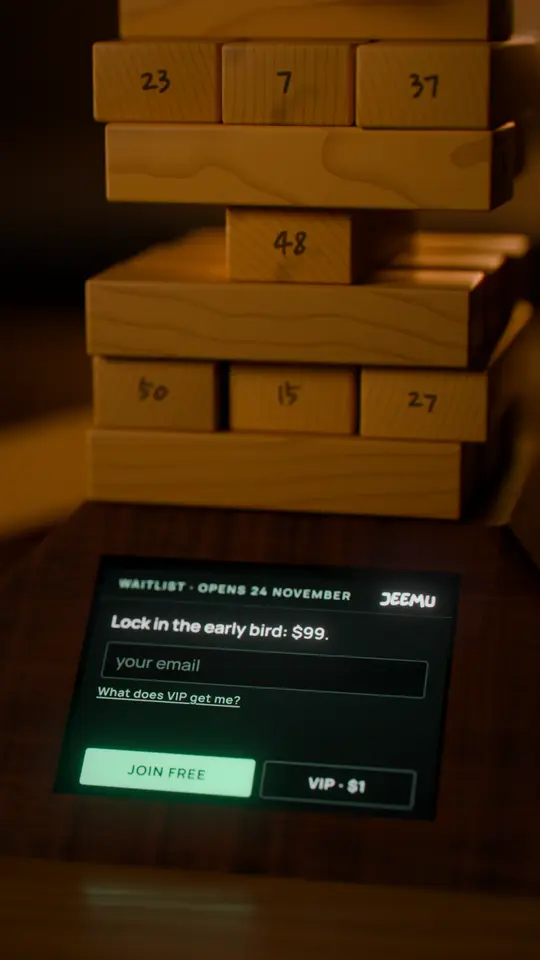 23 7 37
48
50 15 27
WAITLIST · OPENS 24 NOVEMBER JEEMU
Lock in the early bird: $99.
your email
What does VIP get me?
JOIN FREE VIP · $1